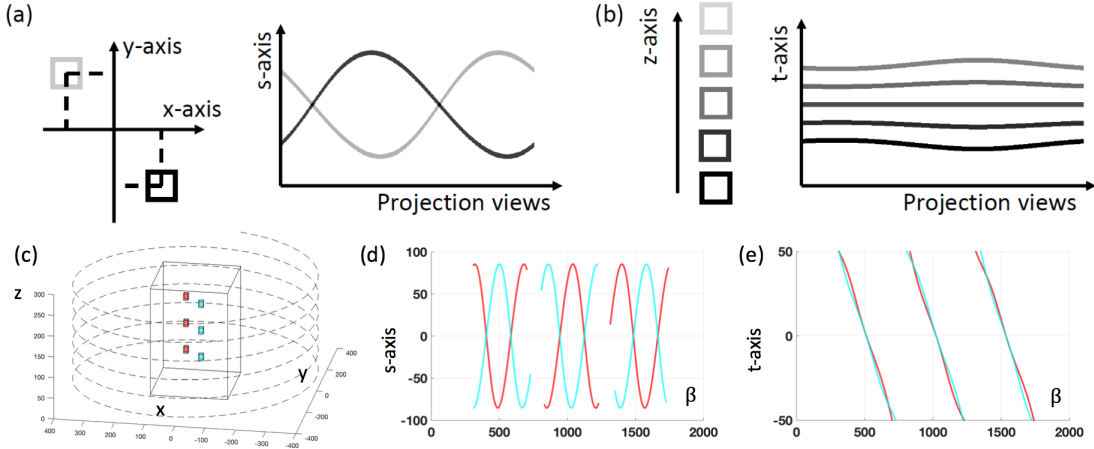 (a)
y-axis
x-axis
s-axis
Projection views
(b)
z-axis
t-axis
Projection views
(c)
z
300
250
200
150
100
50
0
400
300
200
100
0
-100
-200
-300
-400
-400
-200
0
200
400
x
y
(d)
s-axis
100
50
0
-50
-100
0
500
1000
1500
2000
β
(e)
t-axis
50
0
-50
0
500
1000
1500
2000
β